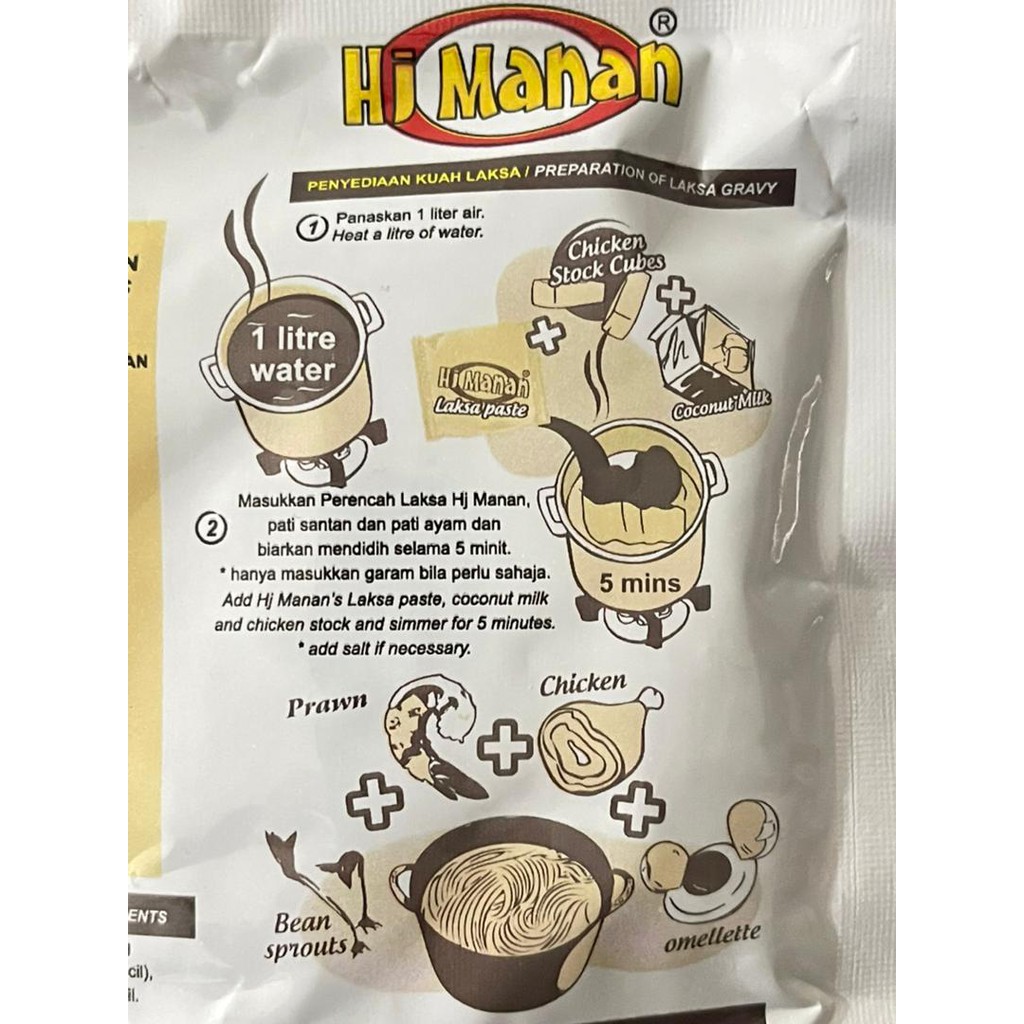 Hj Manan ®
PENYEDIAAN KUAH LAKSA / PREPARATION OF LAKSA GRAVY
1 Panaskan 1 liter air.
Heat a litre of water.
1 litre
water
Chicken
Stock Cubes
Hj Manan®
Laksa paste
Coconut Milk
2 Masukkan Perencah Laksa Hj Manan,
pati santan dan pati ayam dan
biarkan mendidih selama 5 minit.
* hanya masukkan garam bila perlu sahaja.
Add Hj Manan's Laksa paste, coconut milk
and chicken stock and simmer for 5 minutes.
* add salt if necessary.
5 mins
Prawn
Chicken
Bean
sprouts
omellette
N
AN
ENTS
cil),
il.